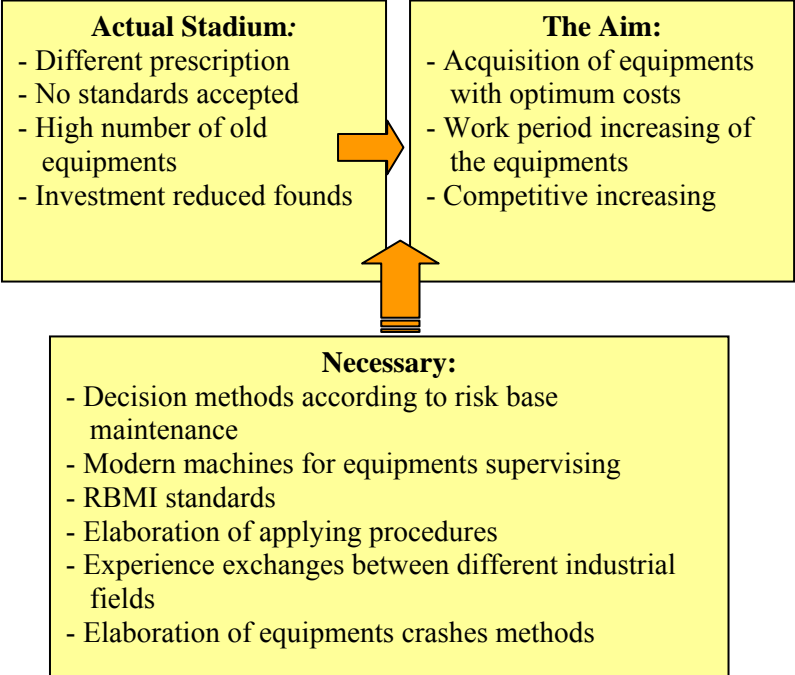 Actual Stadium:
- Different prescription
- No standards accepted
- High number of old
equipments
- Investment reduced founds
The Aim:
- Acquisition of equipments
with optimum costs
- Work period increasing of
the equipments
- Competitive increasing
Necessary:
- Decision methods according to risk base
maintenance
- Modern machines for equipments supervising
- RBMI standards
- Elaboration of applying procedures
- Experience exchanges between different industrial
fields
- Elaboration of equipments crashes methods